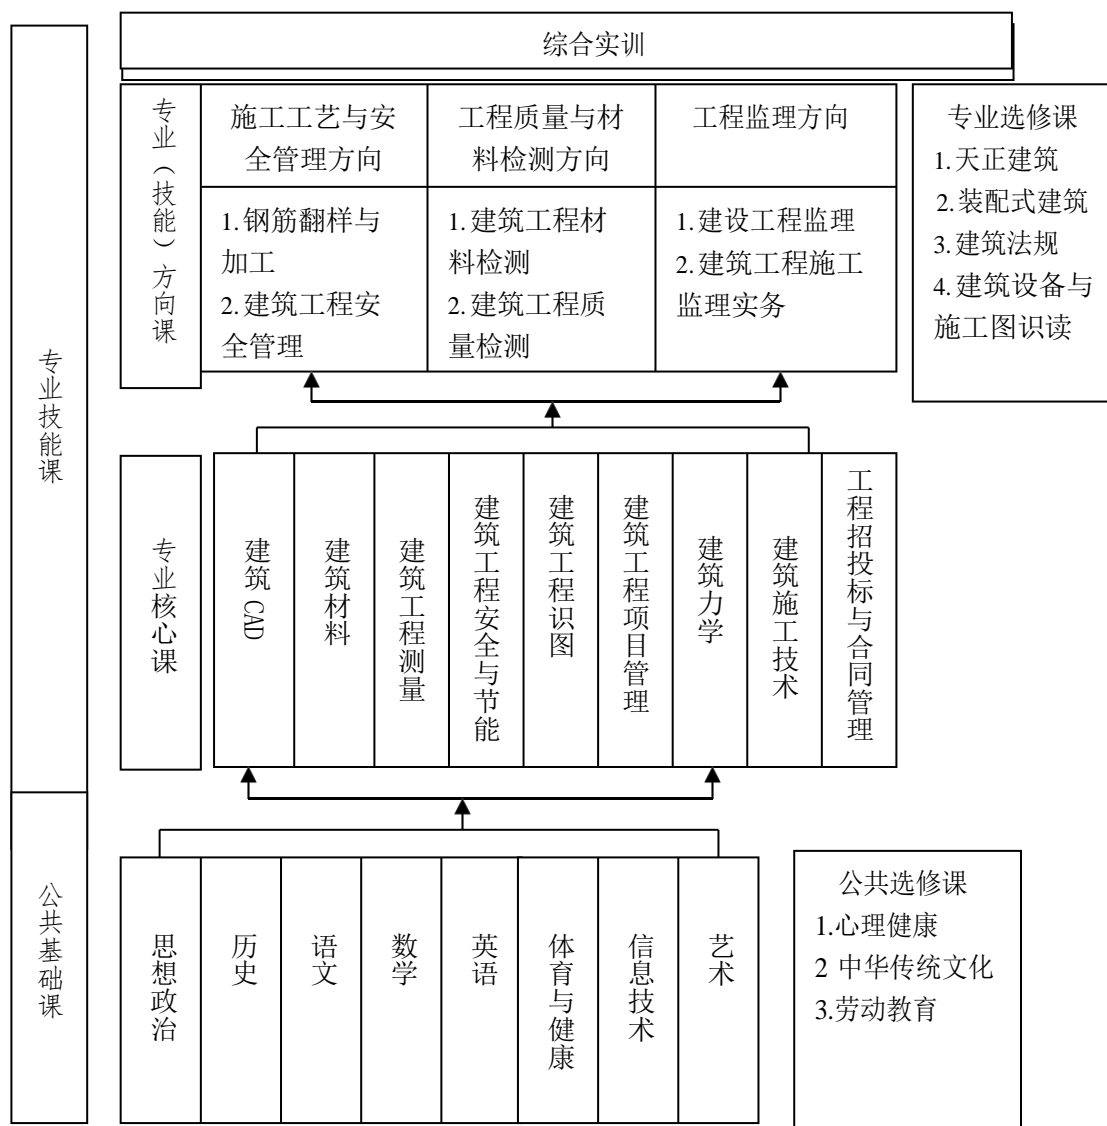 综合实训
专业技能课
专业（技能）方向课
施工工艺与安
全管理方向
工程质量与材
料检测方向
工程监理方向
1.钢筋翻样与
加工
2.建筑工程安
全管理
1.建筑工程材
料检测
2.建筑工程质
量检测
1.建设工程监理
2.建筑工程施工
监理实务
专业选修课
1.天正建筑
2.装配式建筑
3.建筑法规
4.建筑设备与
施工图识读
专业核心课
建筑CAD
建筑材料
建筑工程测量
建筑工程安全与节能
建筑工程识图
建筑工程项目管理
建筑力学
建筑施工技术
工程招投标与合同管理
公共基础课
思想政治
历史
语文
数学
英语
体育与健康
信息技术
艺术
公共选修课
1.心理健康
2 中华传统文化
3.劳动教育